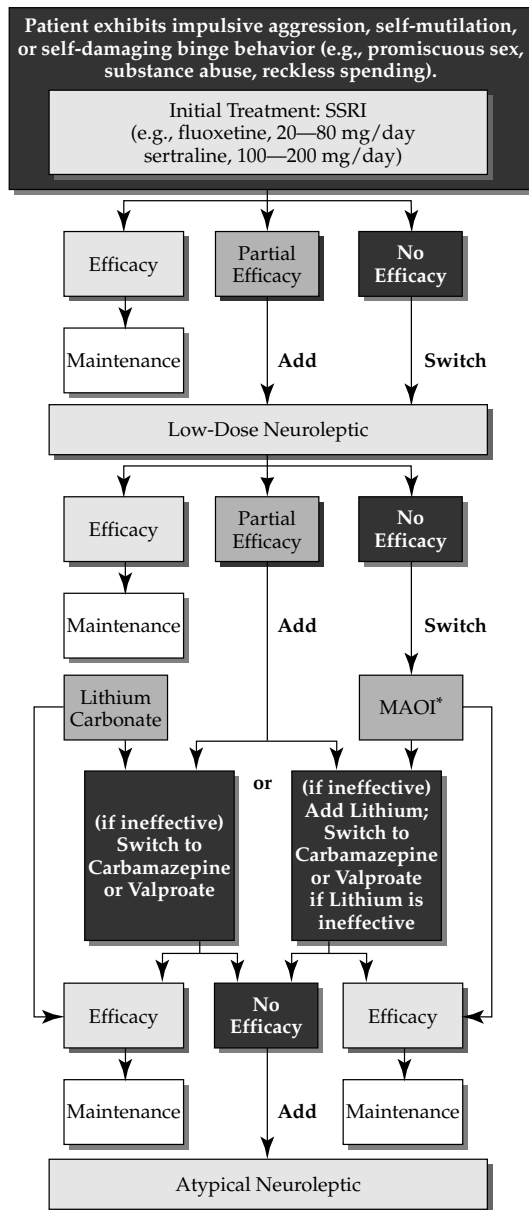 Patient exhibits impulsive aggression, self-mutilation,
or self-damaging binge behavior (e.g., promiscuous sex,
substance abuse, reckless spending).
Initial Treatment: SSRI
(e.g., fluoxetine, 20—80 mg/day
sertraline, 100—200 mg/day)
Efficacy
Partial
Efficacy
No
Efficacy
Maintenance
Add
Switch
Low-Dose Neuroleptic
Efficacy
Partial
Efficacy
No
Efficacy
Maintenance
Add
Switch
Lithium
Carbonate
MAOI*
(if ineffective)
Switch to
Carbamazepine
or Valproate
or
(if ineffective)
Add Lithium;
Switch to
Carbamazepine
or Valproate
if Lithium is
ineffective
Efficacy
No
Efficacy
Efficacy
Maintenance
Add
Maintenance
Atypical Neuroleptic